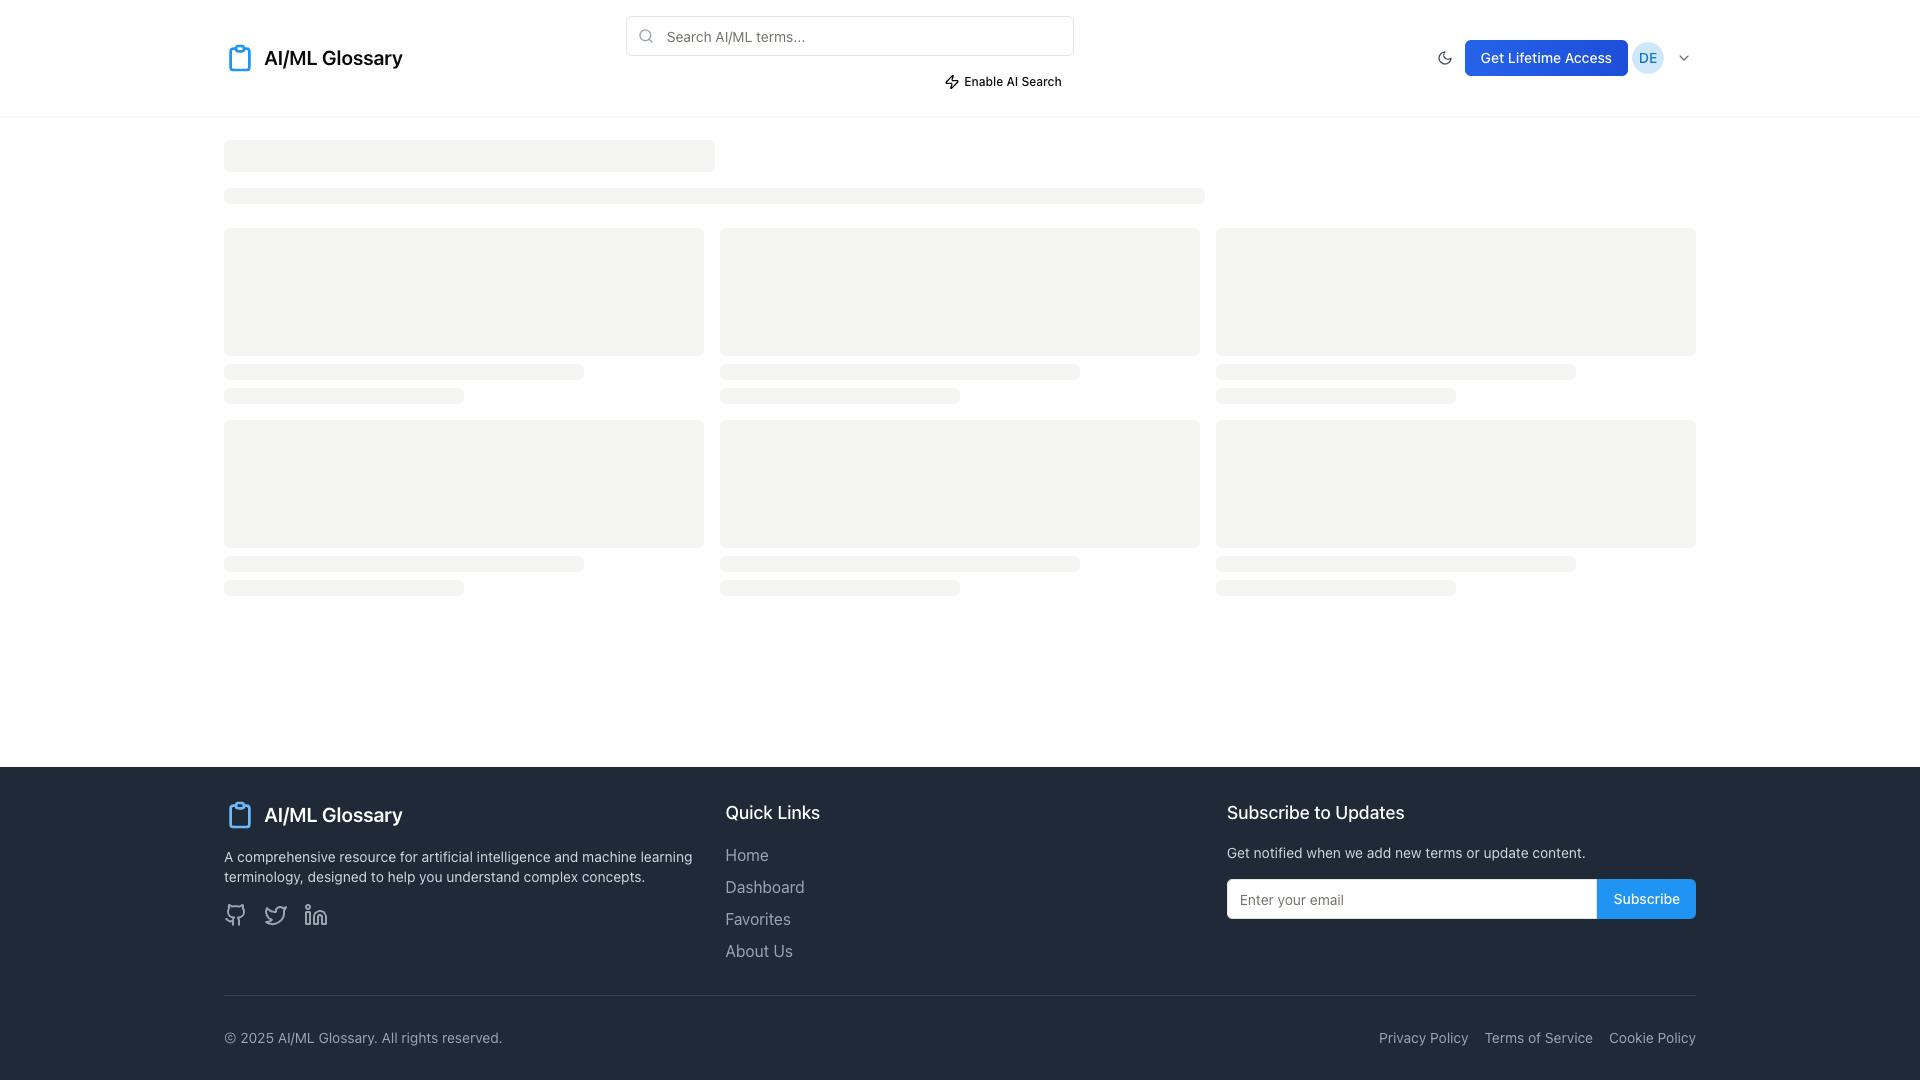 AI/ML Glossary
Search AI/ML terms...
Enable AI Search
Get Lifetime Access
DE
AI/ML Glossary
A comprehensive resource for artificial intelligence and machine learning
terminology, designed to help you understand complex concepts.
Quick Links
Home
Dashboard
Favorites
About Us
Subscribe to Updates
Get notified when we add new terms or update content.
Enter your email
Subscribe
© 2025 AI/ML Glossary. All rights reserved.
Privacy Policy
Terms of Service
Cookie Policy